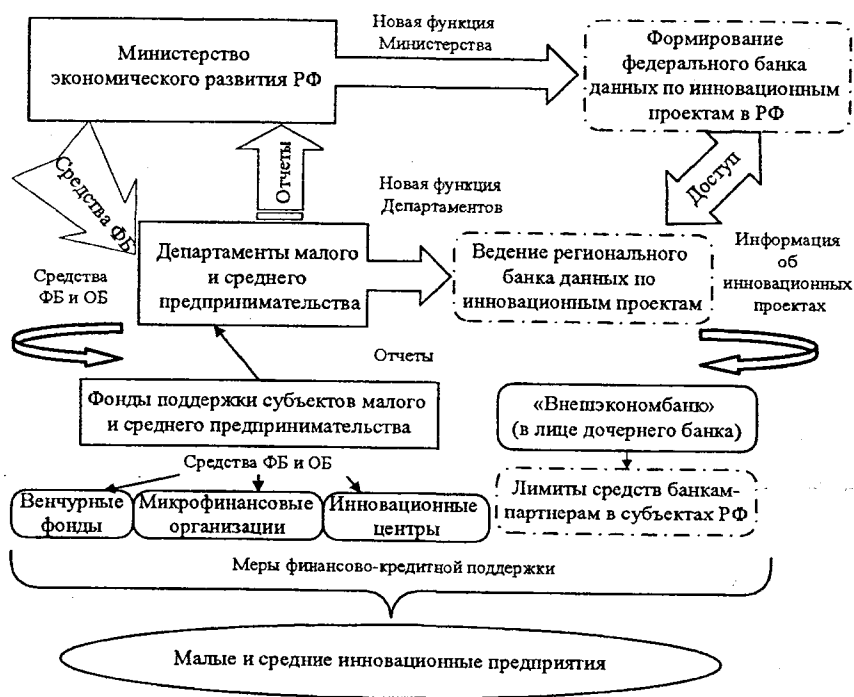 Министерство
экономического развития РФ
Новая функция
Министерства
Формирование
федерального банка
данных по инновационным
проектам в РФ
Средства ФБ
Отчеты
Доступ
Новая функция
Департаментов
Департаменты малого
и среднего
предпринимательства
Ведение регионального
банка данных по
инновационным проектам
Информация
об
инновационных
проектах
Средства
ФБ и ОБ
Отчеты
Фонды поддержки субъектов малого
и среднего предпринимательства
«Внешэкономбанк»
(в лице дочернего банка)
Средства ФБ и ОБ
Венчурные
фонды
Микрофинансовые
организации
Инновационные
центры
Лимиты средств банкам-
партнерам в субъектах РФ
Меры финансово-кредитной поддержки
Малые и средние инновационные предприятия